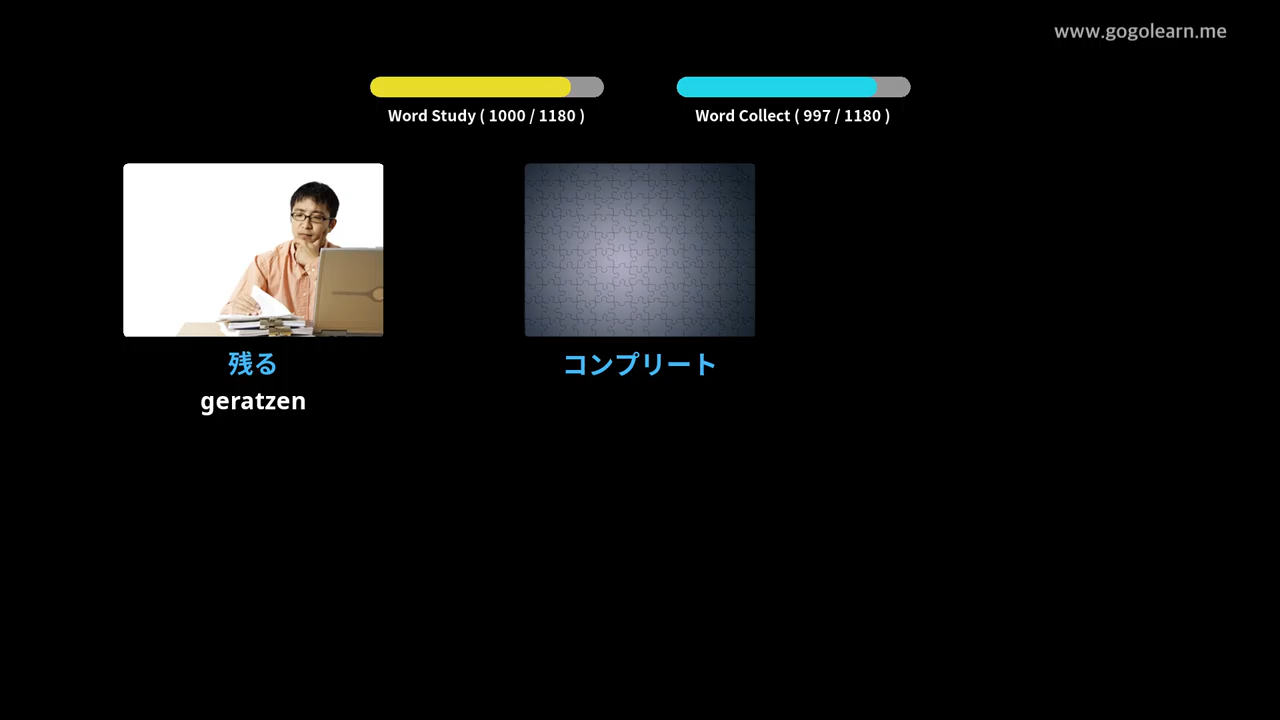 www.gogolearn.me
Word Study ( 1000 / 1180 )
Word Collect ( 997 / 1180 )
残る
コンプリート
geratzen